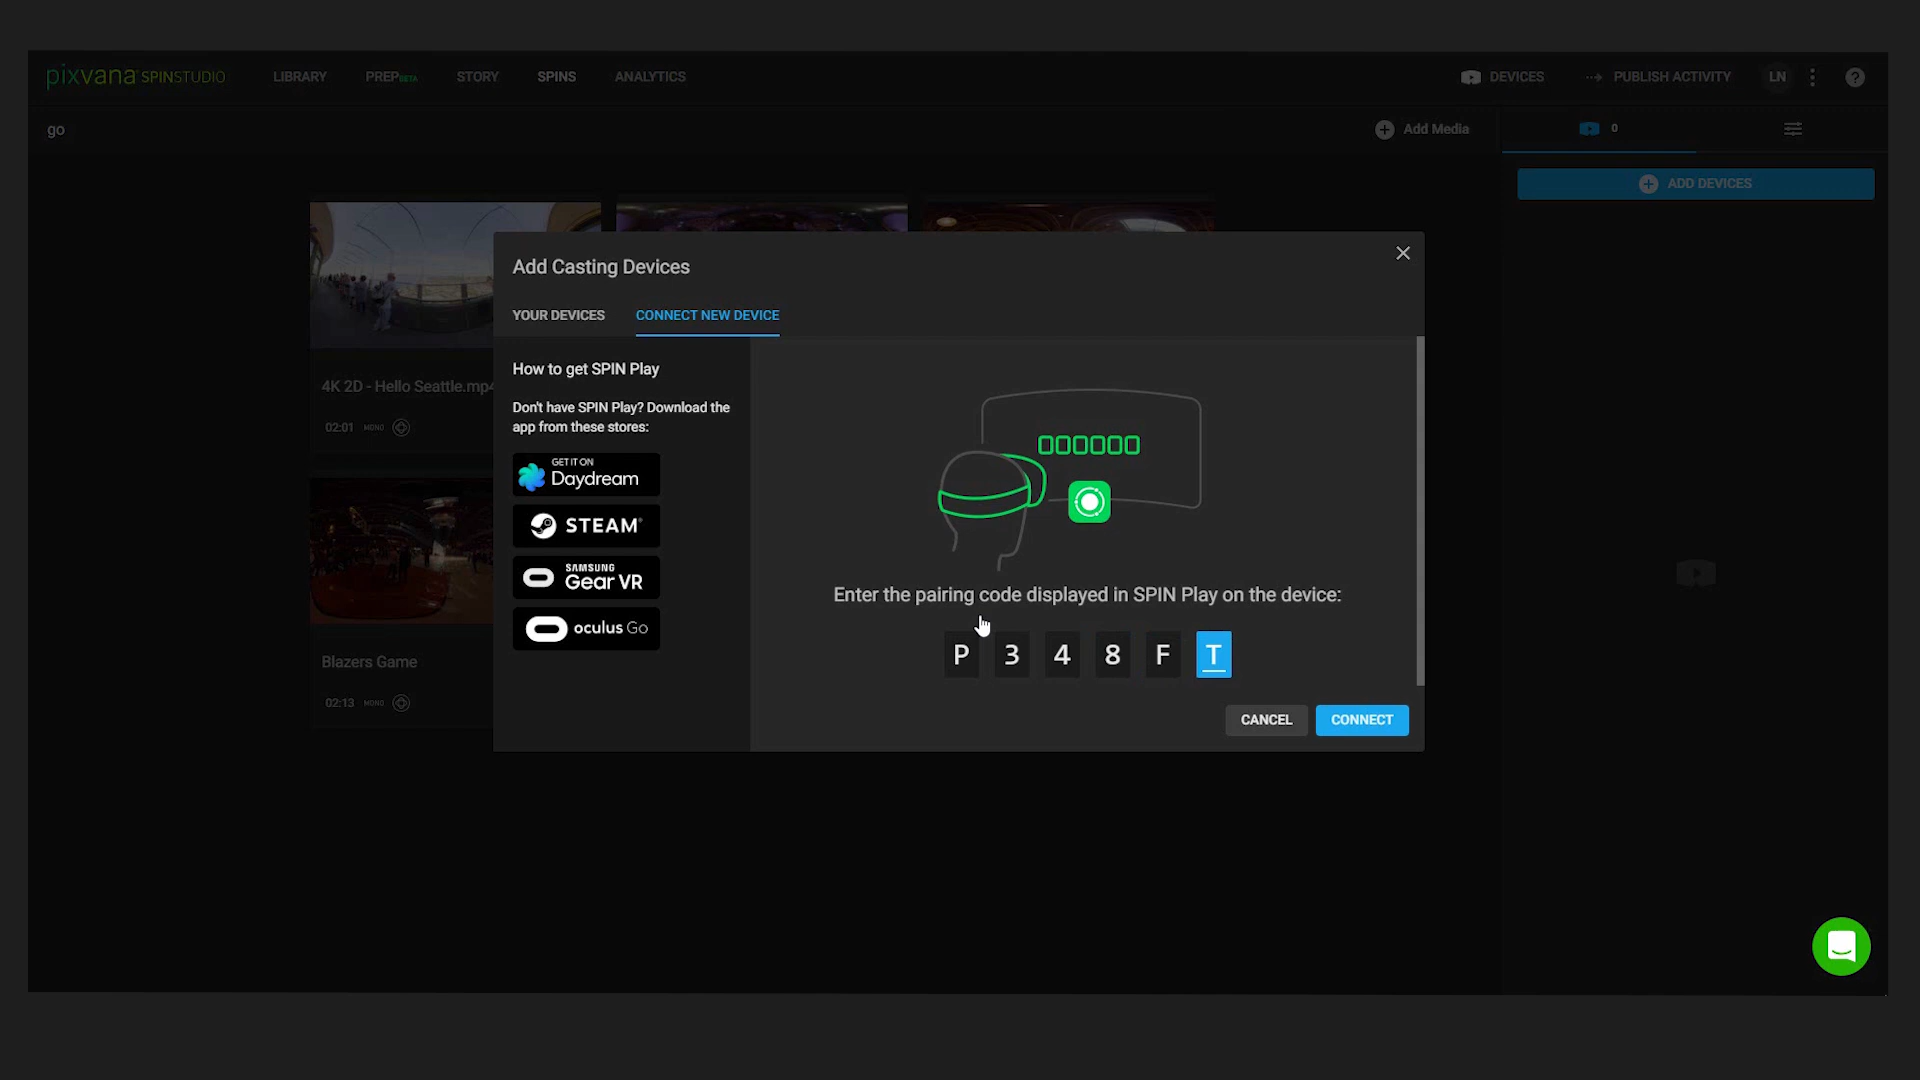 pixvana SPINSTUDIO
LIBRARY
PREP BETA
STORY
SPINS
ANALYTICS
DEVICES
PUBLISH ACTIVITY
LN
?
go
Add Media
0
ADD DEVICES
Add Casting Devices
YOUR DEVICES
CONNECT NEW DEVICE
How to get SPIN Play
Don't have SPIN Play? Download the
app from these stores:
GET IT ON
Daydream
STEAM®
SAMSUNG
Gear VR
oculus Go
000000
Enter the pairing code displayed in SPIN Play on the device:
P 3 4 8 F T
CANCEL
CONNECT
4K 2D - Hello Seattle.mp4
02:01 MONO
Blazers Game
02:13 MONO